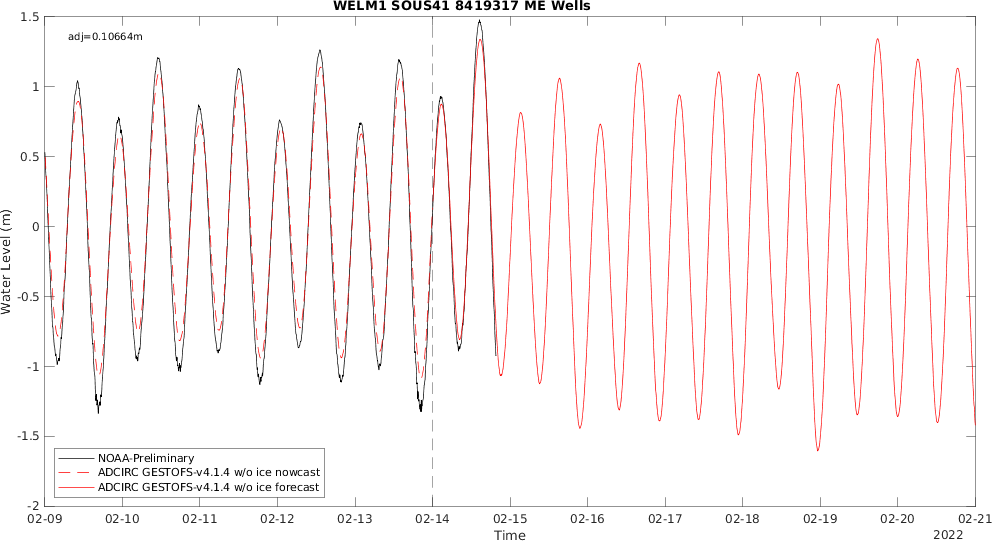 WELM1 SOUS41 8419317 ME Wells
adj=0.10664m
1.5
1
0.5
0
-0.5
-1
-1.5
-2
Water Level (m)
NOAA-Preliminary
ADCIRC GESTOFS-v4.1.4 w/o ice nowcast
ADCIRC GESTOFS-v4.1.4 w/o ice forecast
02-09 02-10 02-11 02-12 02-13 02-14 02-15 02-16 02-17 02-18 02-19 02-20 02-21
Time
2022